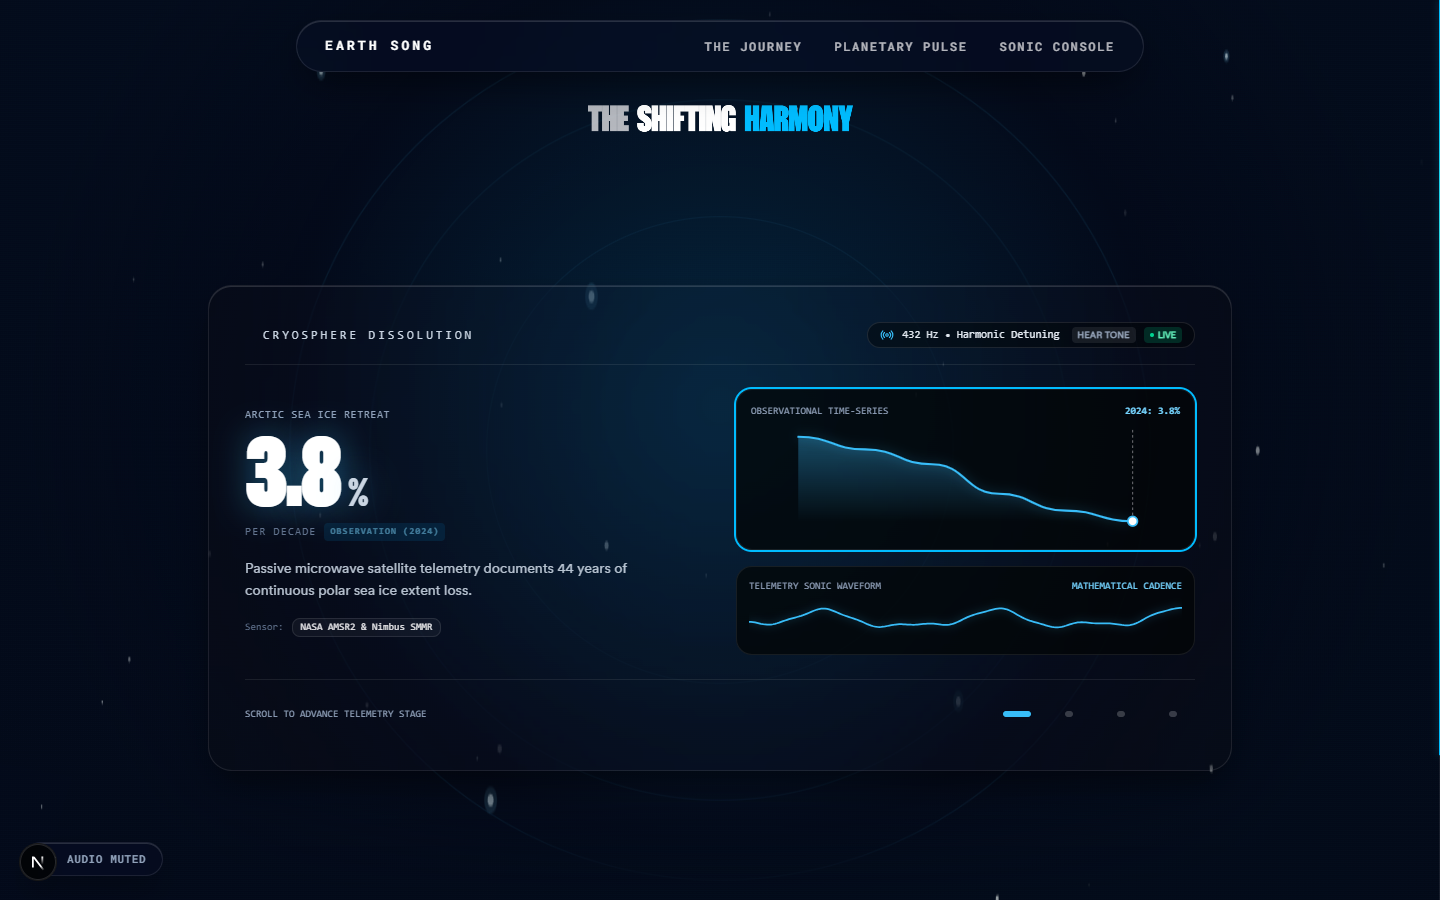 EARTH SONG
THE JOURNEY PLANETARY PULSE SONIC CONSOLE
THE SHIFTING HARMONY
CRYOSPHERE DISSOLUTION
432 Hz • Harmonic Detuning HEAR TONE • LIVE
ARCTIC SEA ICE RETREAT
3.8 %
PER DECADE OBSERVATION (2024)
Passive microwave satellite telemetry documents 44 years of
continuous polar sea ice extent loss.
Sensor: NASA AMSR2 & Nimbus SMMR
OBSERVATIONAL TIME-SERIES 2024: 3.8%
TELEMETRY SONIC WAVEFORM MATHEMATICAL CADENCE
SCROLL TO ADVANCE TELEMETRY STAGE
N AUDIO MUTED